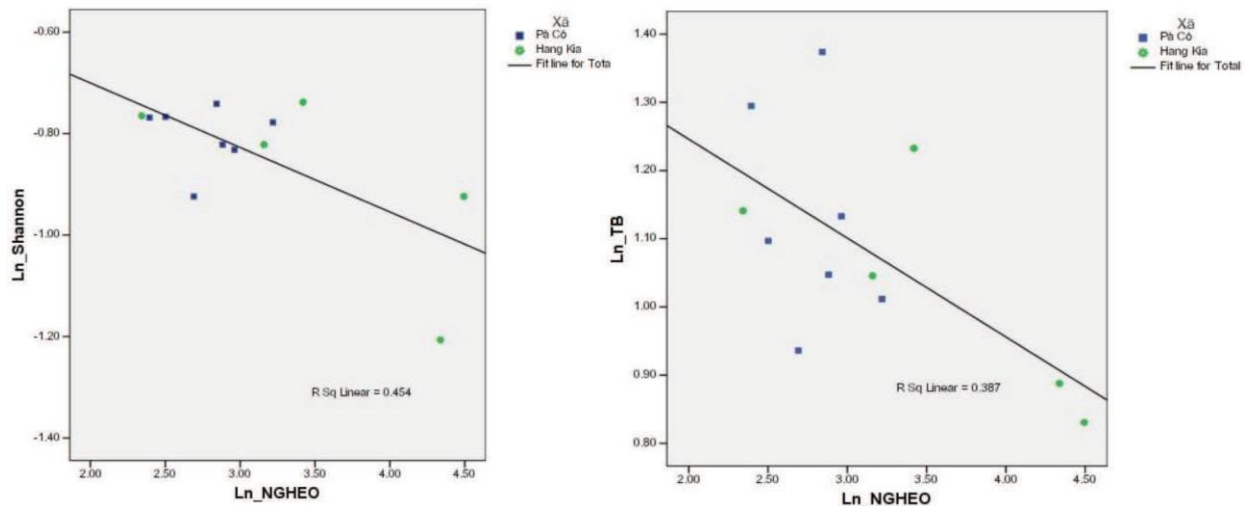 Xã
Pà Cò
Hang Kia
Fit line for Tota
-0.60
-0.80
-1.00
-1.20
-1.40
Ln_Shannon
R Sq Linear = 0.454
2.00 2.50 3.00 3.50 4.00 4.50
Ln_NGHEO
Xã
Pà Cò
Hang Kia
Fit line for Total
1.40
1.30
1.20
1.10
1.00
0.90
0.80
Ln_TB
R Sq Linear = 0.387
2.00 2.50 3.00 3.50 4.00 4.50
Ln_NGHEO